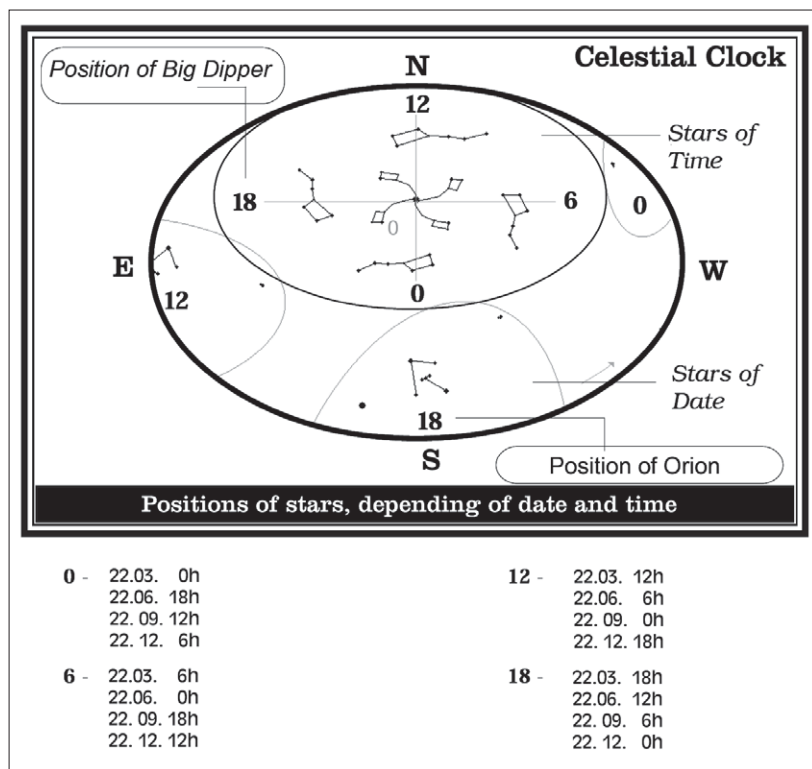 Position of Big Dipper
N
Celestial Clock
12
Stars of
Time
18
6
0
0
E
W
12
0
Stars of
Date
18
S
Position of Orion
Positions of stars, depending of date and time
0 - 22.03. 0h
22.06. 18h
22. 09. 12h
22. 12. 6h
6 - 22.03. 6h
22.06. 0h
22. 09. 18h
22. 12. 12h
12 - 22.03. 12h
22.06. 6h
22. 09. 0h
22. 12. 18h
18 - 22.03. 18h
22.06. 12h
22. 09. 6h
22. 12. 0h